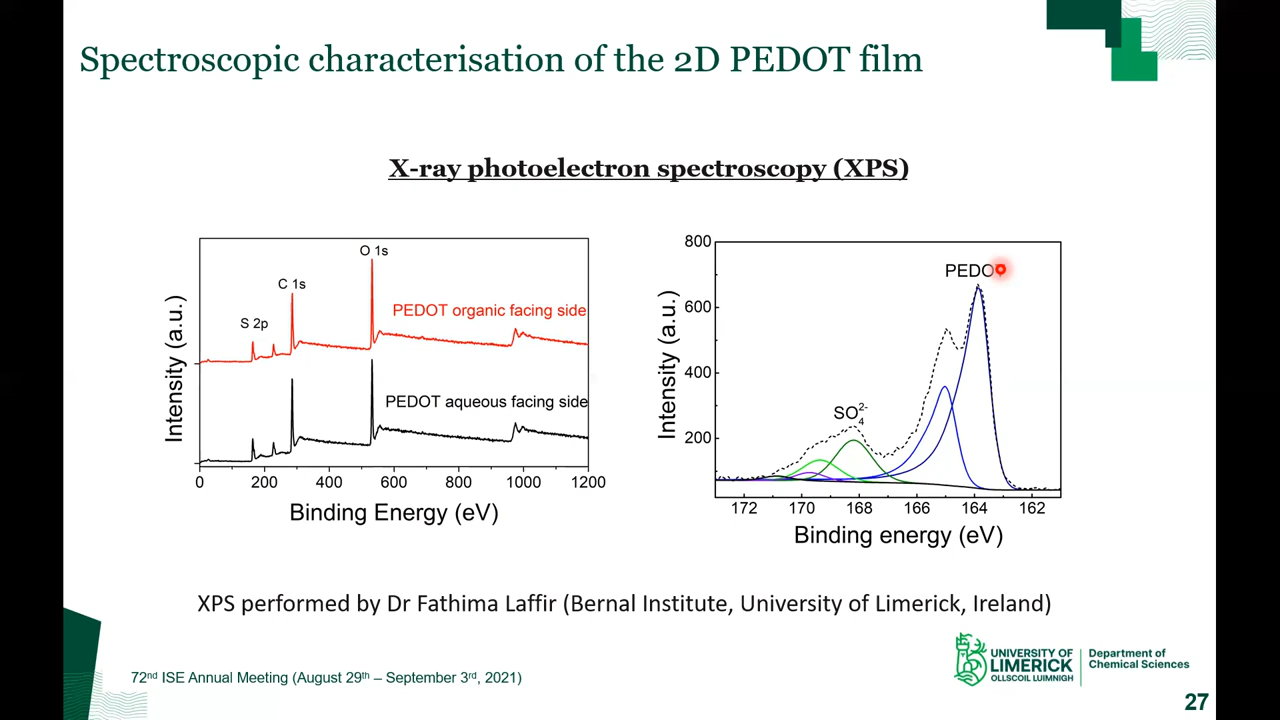 Spectroscopic characterisation of the 2D PEDOT film
X-ray photoelectron spectroscopy (XPS)
Intensity (a.u.)
O 1s
C 1s
S 2p
PEDOT organic facing side
PEDOT aqueous facing side
0 200 400 600 800 1000 1200
Binding Energy (eV)
Intensity (a.u.)
800
600
400
200
PEDO
SO₄²⁻
172 170 168 166 164 162
Binding energy (eV)
XPS performed by Dr Fathima Laffir (Bernal Institute, University of Limerick, Ireland)
72nd ISE Annual Meeting (August 29th – September 3rd, 2021)
UNIVERSITY OF
LIMERICK
OLLSCOIL LUIMNIGH
Department of
Chemical Sciences
27